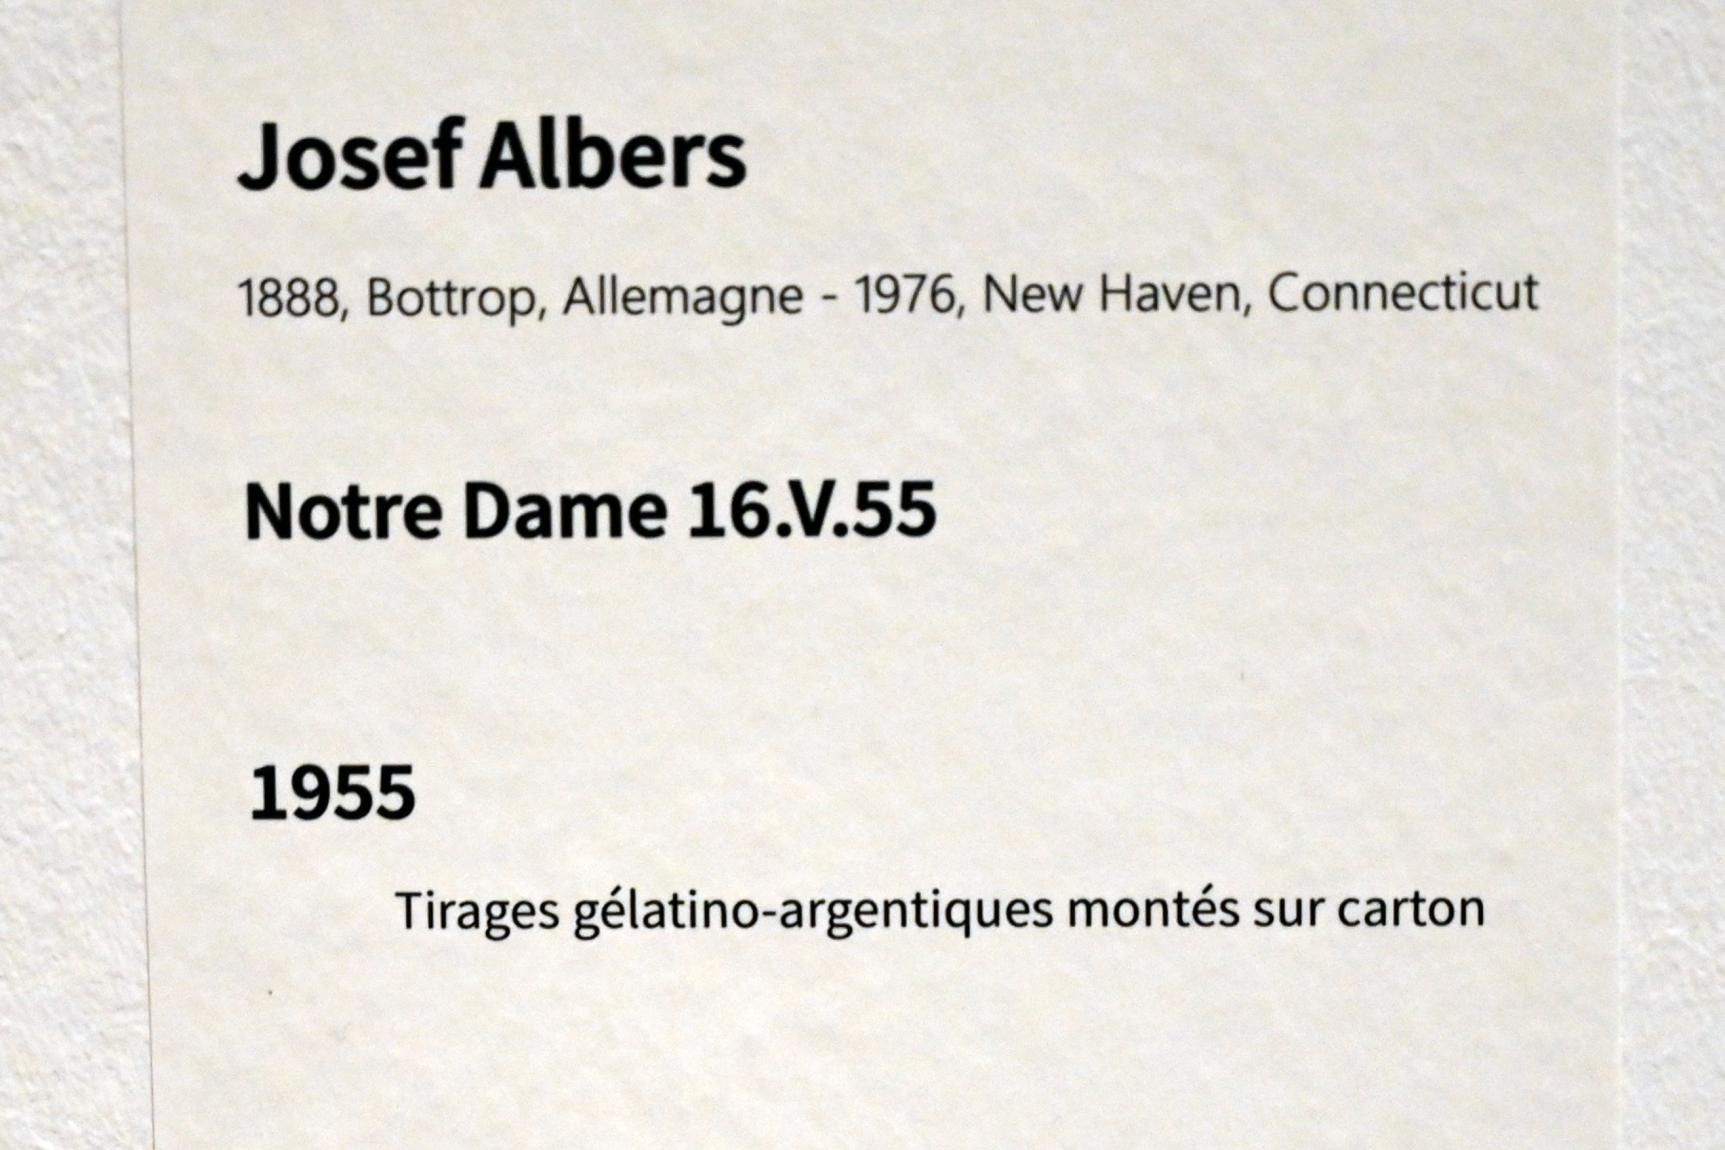 Josef Albers
1888, Bottrop, Allemagne - 1976, New Haven, Connecticut
Notre Dame 16.V.55
1955
Tirages gélatino-argentiques montés sur carton